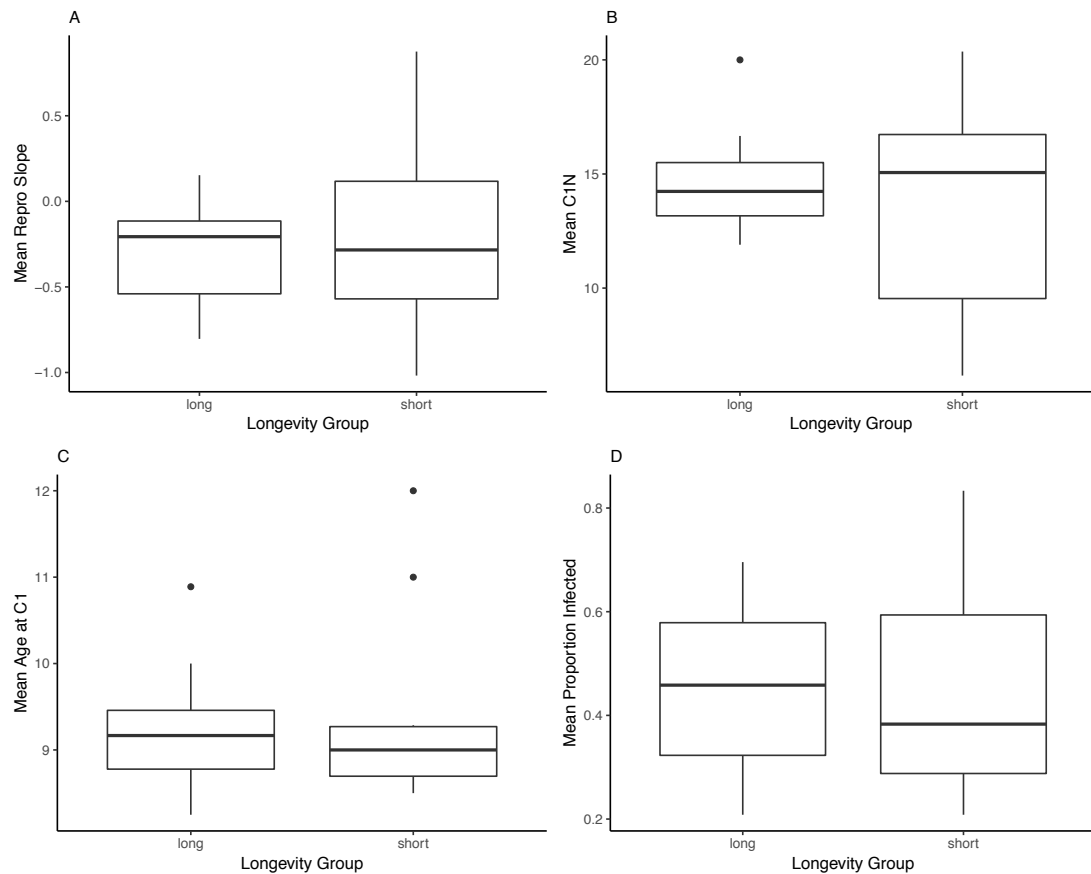 A
Mean Repro Slope
0.5
0.0
−0.5
−1.0
long
short
Longevity Group
B
Mean C1N
20
15
10
long
short
Longevity Group
C
Mean Age at C1
12
11
10
9
long
short
Longevity Group
D
Mean Proportion Infected
0.8
0.6
0.4
0.2
long
short
Longevity Group